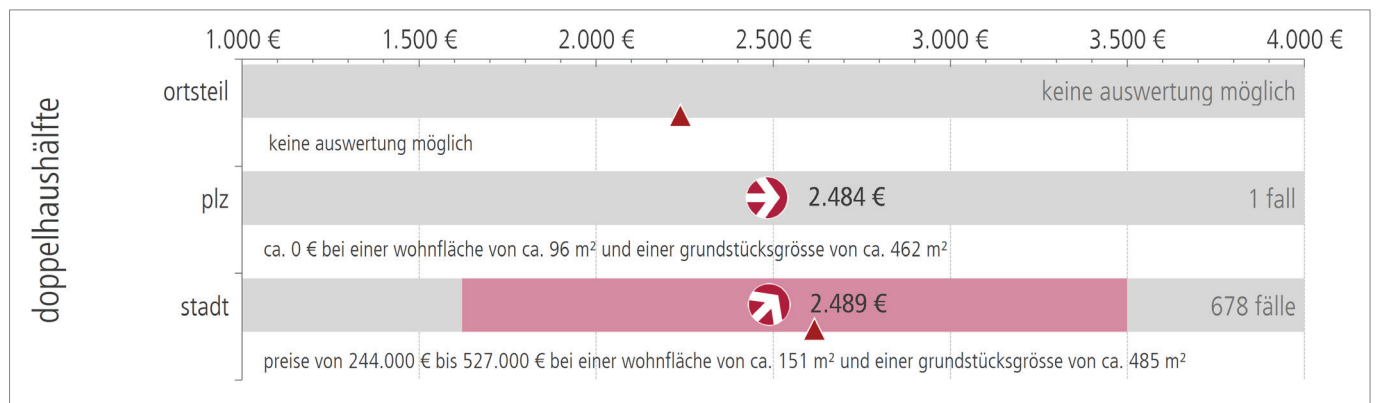 1.000 € 1.500 € 2.000 € 2.500 € 3.000 € 3.500 € 4.000 €
doppelhaushälfte
ortsteil keine auswertung möglich
keine auswertung möglich
plz 2.484 € 1 fall
ca. 0 € bei einer wohnfläche von ca. 96 m² und einer grundstücksgrösse von ca. 462 m²
stadt 2.489 € 678 fälle
preise von 244.000 € bis 527.000 € bei einer wohnfläche von ca. 151 m² und einer grundstücksgrösse von ca. 485 m²